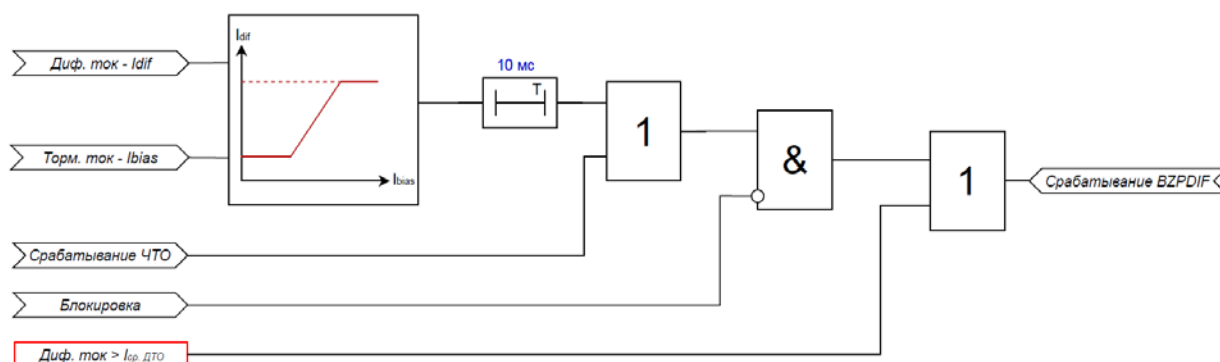 Idif
Диф. ток - Idif
10 мс
T
1
&
1
Торм. ток - Ibias
Ibias
Срабатывание BZPDIF
Срабатывание ЧТО
Блокировка
Диф. ток > Iср. ДТО